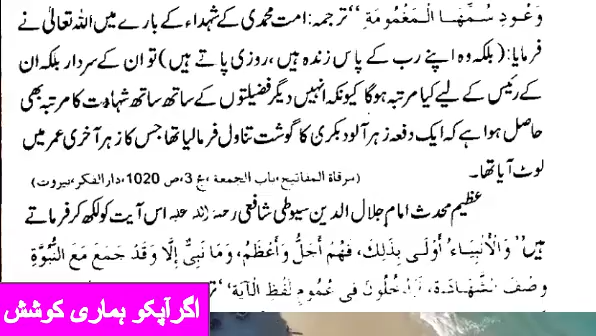 وَعُودِ سُمِّهَا الْمَغْمُومَةِ‘‘ ترجمہ: امت محمدی کے شہداء کے بارے میں اللہ تعالیٰ نے
فرمایا: (بلکہ وہ اپنے رب کے پاس زندہ ہیں، روزی پاتے ہیں) تو ان کے سردار بلکہ ان
کے رئیس کے لیے کیا مرتبہ ہوگا کیونکہ انہیں دیگر فضیلتوں کے ساتھ ساتھ شہادت کا مرتبہ بھی
حاصل ہوا ہے کہ ایک دفعہ زہر آلود بکری کا گوشت تناول فرمالیا تھا جس کا زہر آخری عمر میں
لوٹ آیا تھا۔
(مرقاۃ المفاتیح، باب الجمعة، ج 3، ص 1020، دار الفکر، بیروت)
عظیم محدث امام جلال الدین سیوطی شافعی رحمۃ اللہ علیہ اس آیت کو لکھ کر فرماتے
ہیں ’’وَالْأَنْبِيَاءُ أَوْلَى بِذَلِكَ، فَهُمْ أَجَلُّ وَأَعْظَمُ، وَمَا نَبِيٌّ إِلَّا وَقَدْ جَمَعَ مَعَ النُّبُوَّةِ
وَصْفَ الشَّهَادَةِ، فَيَدْخُلُونَ فِي عُمُومِ لَفْظِ الْآيَةِ‘‘
اگر آپکو ہماری کوشش